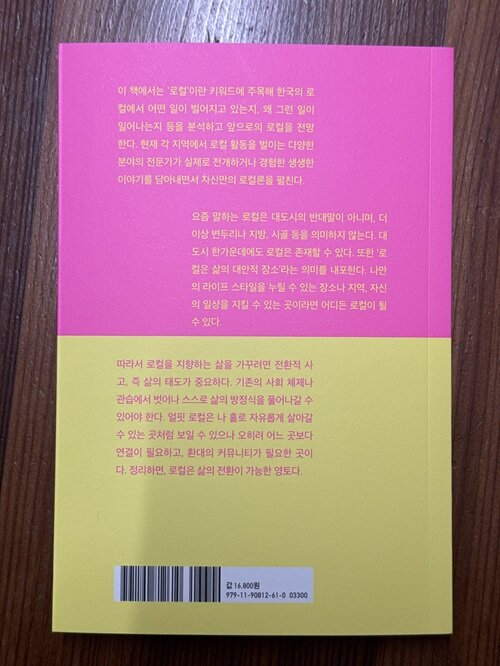 이 책에서는 '로컬'이란 키워드에 주목해 한국의 로
컬에서 어떤 일이 벌어지고 있는지, 왜 그런 일이
일어나는지 등을 분석하고 앞으로의 로컬을 전망
한다. 현재 각 지역에서 로컬 활동을 벌이는 다양한
분야의 전문가가 실제로 전개하거나 경험한 생생한
이야기를 담아내면서 자신만의 로컬론을 펼친다.
요즘 말하는 로컬은 대도시의 반대말이 아니며, 더
이상 변두리나 지방, 시골 등을 의미하지 않는다. 대
도시 한가운데에도 로컬은 존재할 수 있다. 또한 '로
컬은 삶의 대안적 장소'라는 의미를 내포한다. 나만
의 라이프 스타일을 누릴 수 있는 장소나 지역, 자신
의 일상을 지킬 수 있는 곳이라면 어디든 로컬이 될
수 있다.
따라서 로컬을 지향하는 삶을 가꾸려면 전환적 사
고, 즉 삶의 태도가 중요하다. 기존의 사회 체제나
관습에서 벗어나 스스로 삶의 방정식을 풀어나갈 수
있어야 한다. 얼핏 로컬은 나 홀로 자유롭게 살아갈
수 있는 곳처럼 보일 수 있으나 오히려 어느 곳보다
연결이 필요하고, 환대의 커뮤니티가 필요한 곳이
다. 정리하면, 로컬은 삶의 전환이 가능한 영토다.
값 16,800원
979-11-90812-61-0 03300